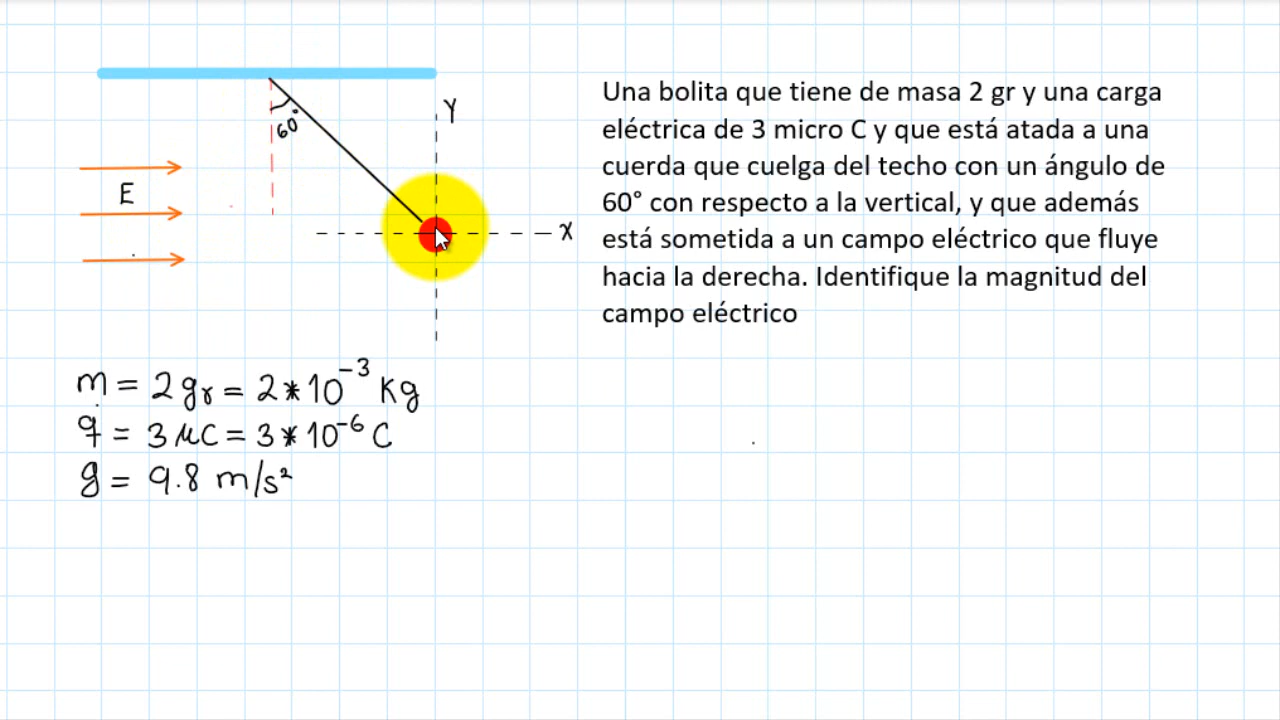 Una bolita que tiene de masa 2 gr y una carga
eléctrica de 3 micro C y que está atada a una
cuerda que cuelga del techo con un ángulo de
60° con respecto a la vertical, y que además
está sometida a un campo eléctrico que fluye
hacia la derecha. Identifique la magnitud del
campo eléctrico
Y
60°
E
X
m = 2 gr = 2*10⁻³ Kg
q = 3 μC = 3*10⁻⁶ C
g = 9.8 m/s²